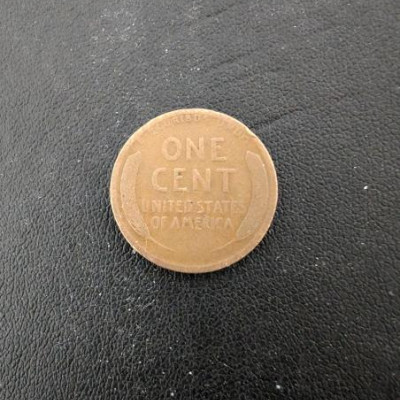 ONE
CENT
UNITED STATES
OF AMERICA